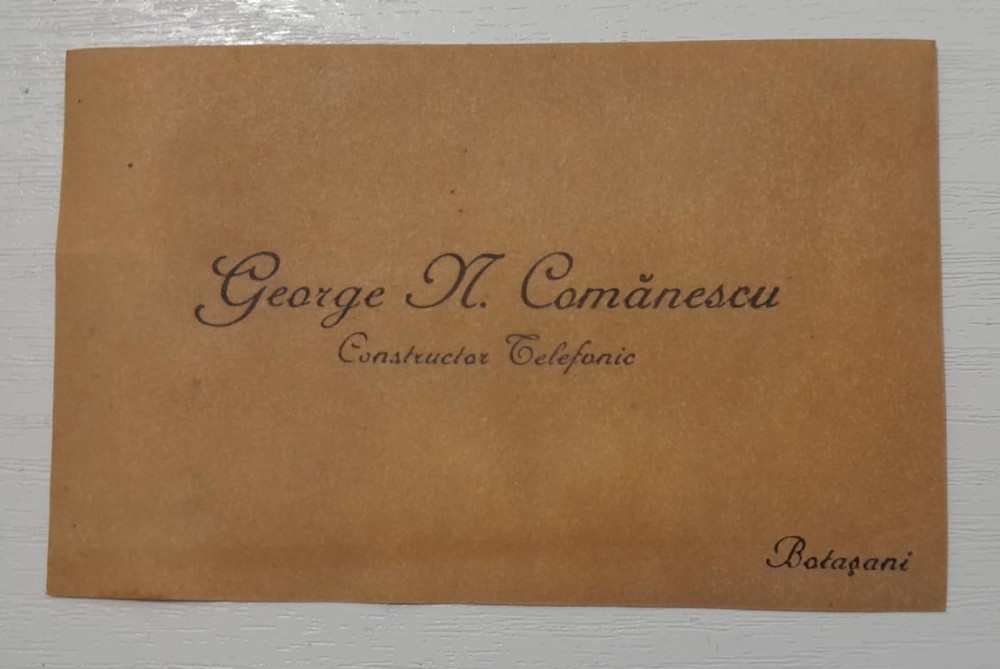 George N. Comănescu
Constructor Telefonic
Botaşani